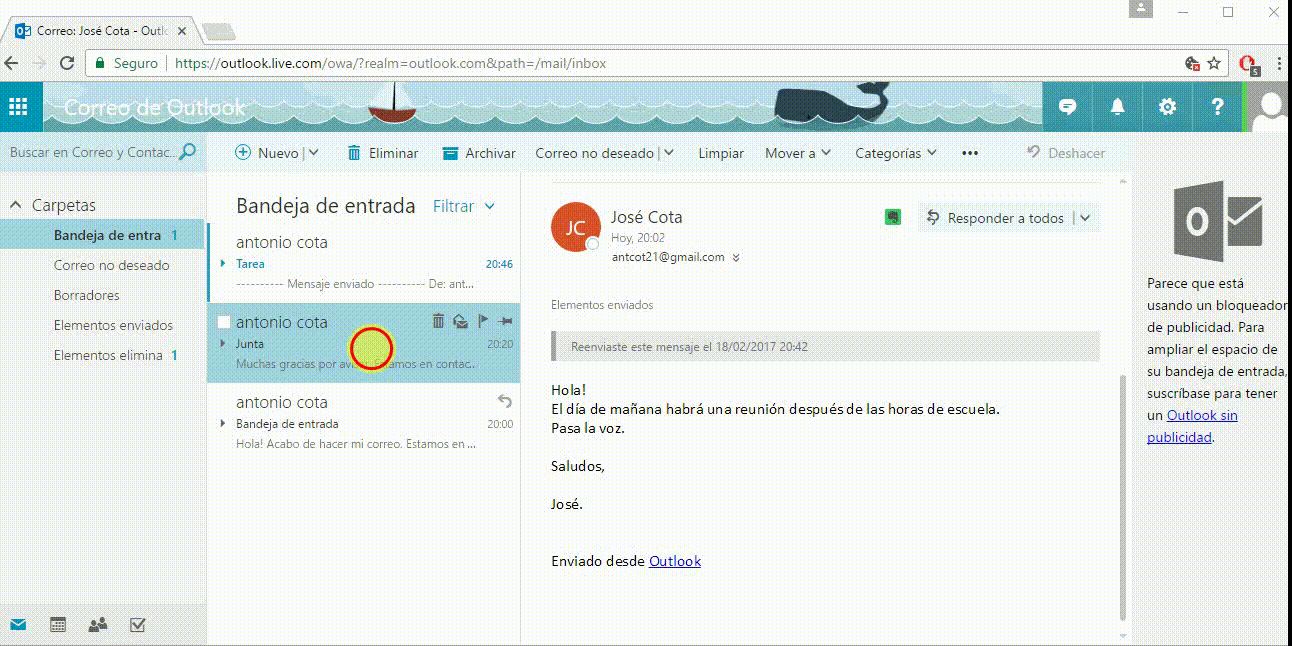 Correo: José Cota - Outl
Seguro
https://outlook.live.com/owa/?realm=outlook.com&path=/mail/inbox
5
Correo de Outlook
?
Buscar en Correo y Contac...
Nuevo
Eliminar
Archivar
Correo no deseado
Limpiar
Mover a
Categorías
Deshacer
Carpetas
Bandeja de entra 1
Correo no deseado
Borradores
Elementos enviados
Elementos elimina 1
Bandeja de entrada Filtrar
antonio cota
Tarea 20:46
---------- Mensaje enviado ---------- De: ant...
antonio cota
Junta 20:20
Muchas gracias por avis Estamos en contac...
antonio cota
Bandeja de entrada 20:00
Hola! Acabo de hacer mi correo. Estamos en ...
JC
José Cota
Hoy, 20:02
antcot21@gmail.com
Responder a todos
Elementos enviados
Reenviaste este mensaje el 18/02/2017 20:42
Hola!
El día de mañana habrá una reunión después de las horas de escuela.
Pasa la voz.
Saludos,
José.
Enviado desde Outlook
Parece que está
usando un bloqueador
de publicidad. Para
ampliar el espacio de
su bandeja de entrada,
suscríbase para tener
un Outlook sin
publicidad.